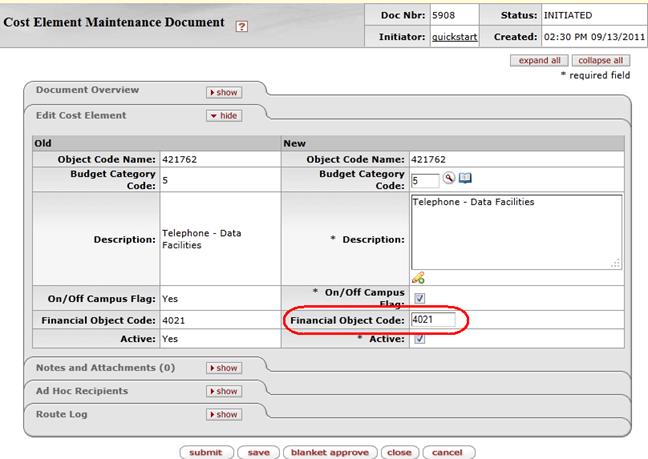 Cost Element Maintenance Document ?
Doc Nbr: 5908 Status: INITIATED
Initiator: quickstart Created: 02:30 PM 09/13/2011
expand all collapse all
* required field
Document Overview show
Edit Cost Element hide
Old New
Object Code Name: 421762 Object Code Name: 421762
Budget Category Code: 5 Budget Category Code: 5
Description: Telephone - Data Facilities * Description: Telephone - Data Facilities
On/Off Campus Flag: Yes * On/Off Campus Flag:
Financial Object Code: 4021 Financial Object Code: 4021
Active: Yes * Active:
Notes and Attachments (0) show
Ad Hoc Recipients show
Route Log show
submit save blanket approve close cancel